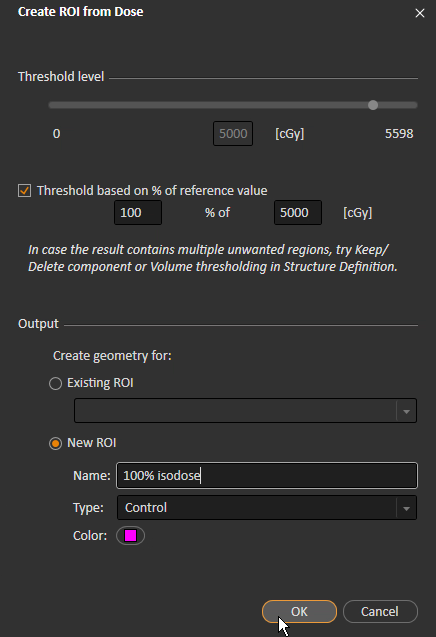 Create ROI from Dose
Threshold level
0 5000 [cGy] 5598
Threshold based on % of reference value
100 % of 5000 [cGy]
In case the result contains multiple unwanted regions, try Keep/
Delete component or Volume thresholding in Structure Definition.
Output
Create geometry for:
Existing ROI
New ROI
Name: 100% isodose
Type: Control
Color:
OK Cancel